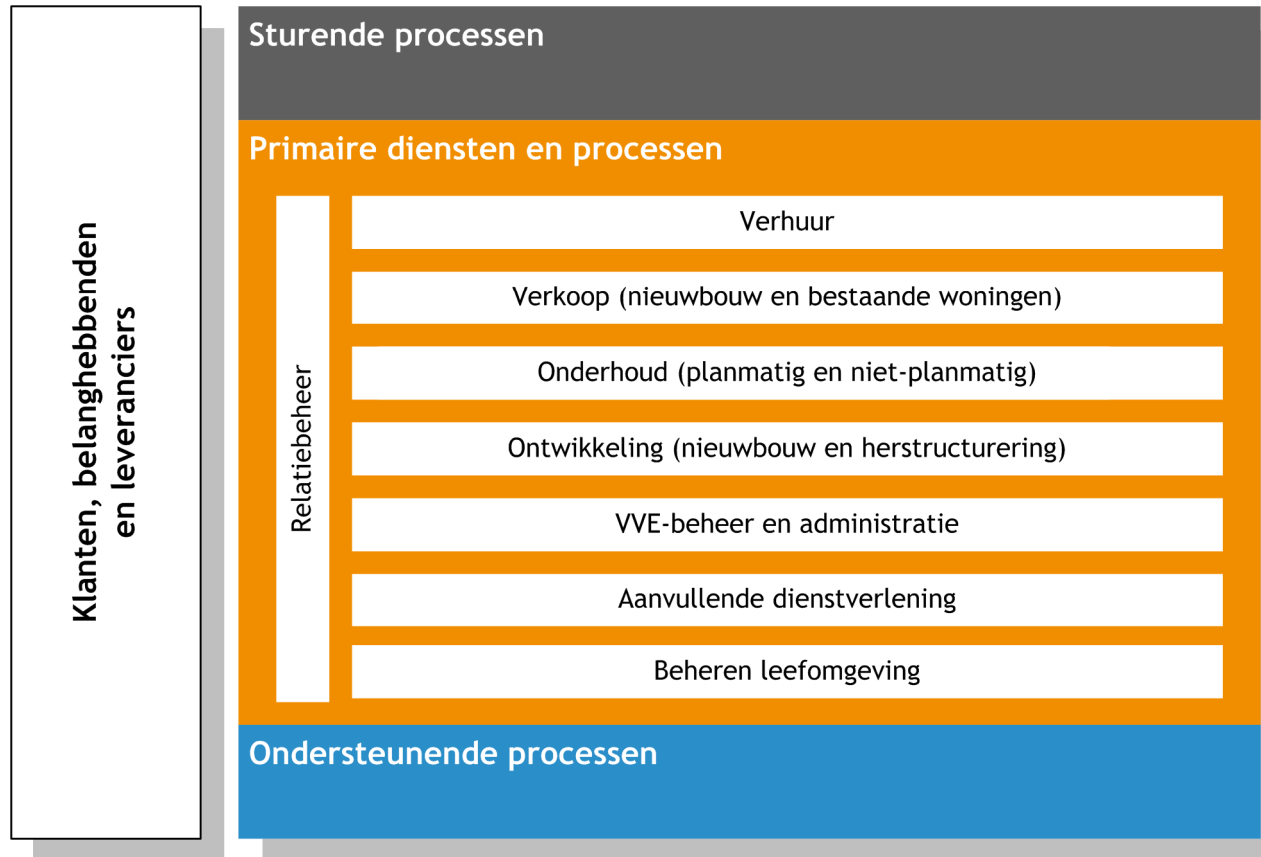 Klanten, belanghebbenden
en leveranciers
Sturende processen
Primaire diensten en processen
Relatiebeheer
Verhuur
Verkoop (nieuwbouw en bestaande woningen)
Onderhoud (planmatig en niet-planmatig)
Ontwikkeling (nieuwbouw en herstructurering)
VVE-beheer en administratie
Aanvullende dienstverlening
Beheren leefomgeving
Ondersteunende processen